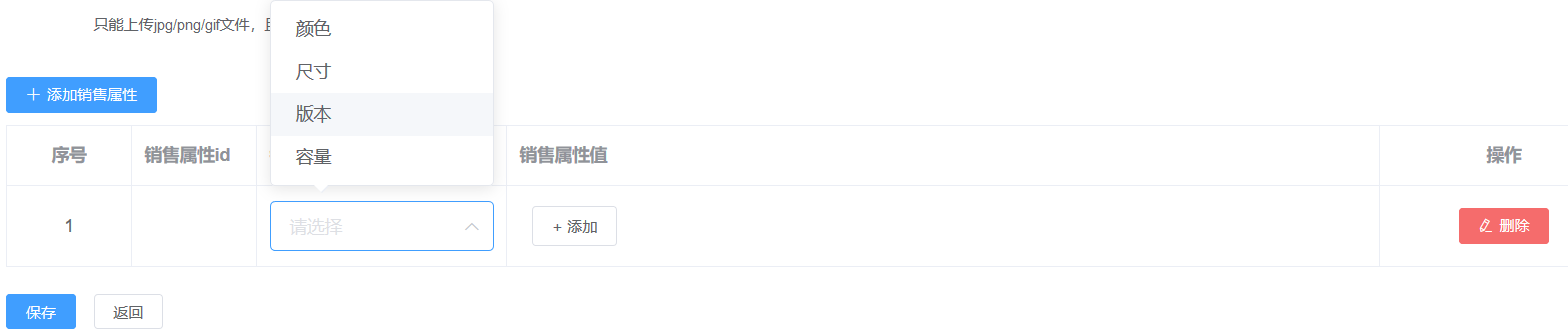 只能上传jpg/png/gif文件，
颜色
尺寸
版本
容量
+ 添加销售属性
序号 销售属性id 销售属性值 操作
1 请选择 + 添加 删除
保存 返回